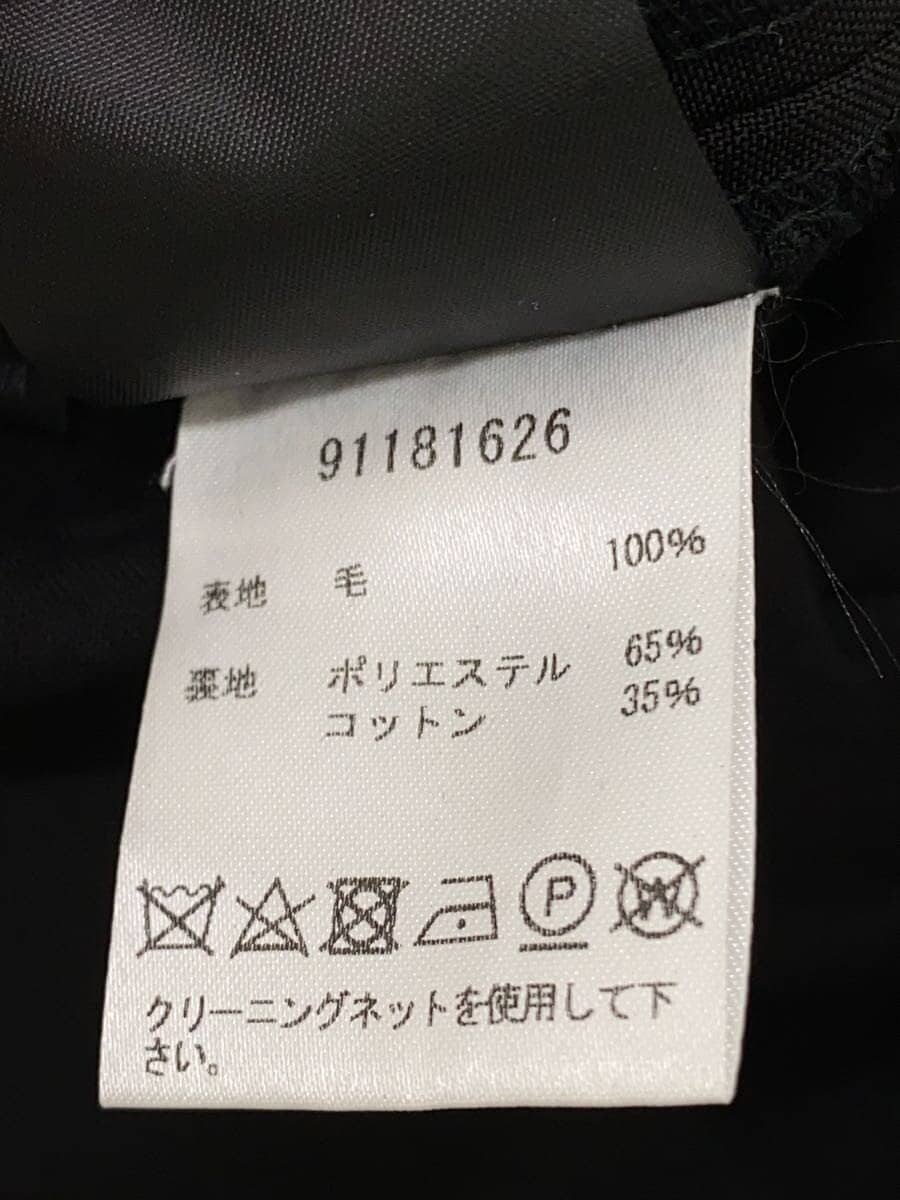 91181626
表地 毛 100%
裏地 ポリエステル 65%
コットン 35%
P
W
クリーニングネットを使用して下
さい。